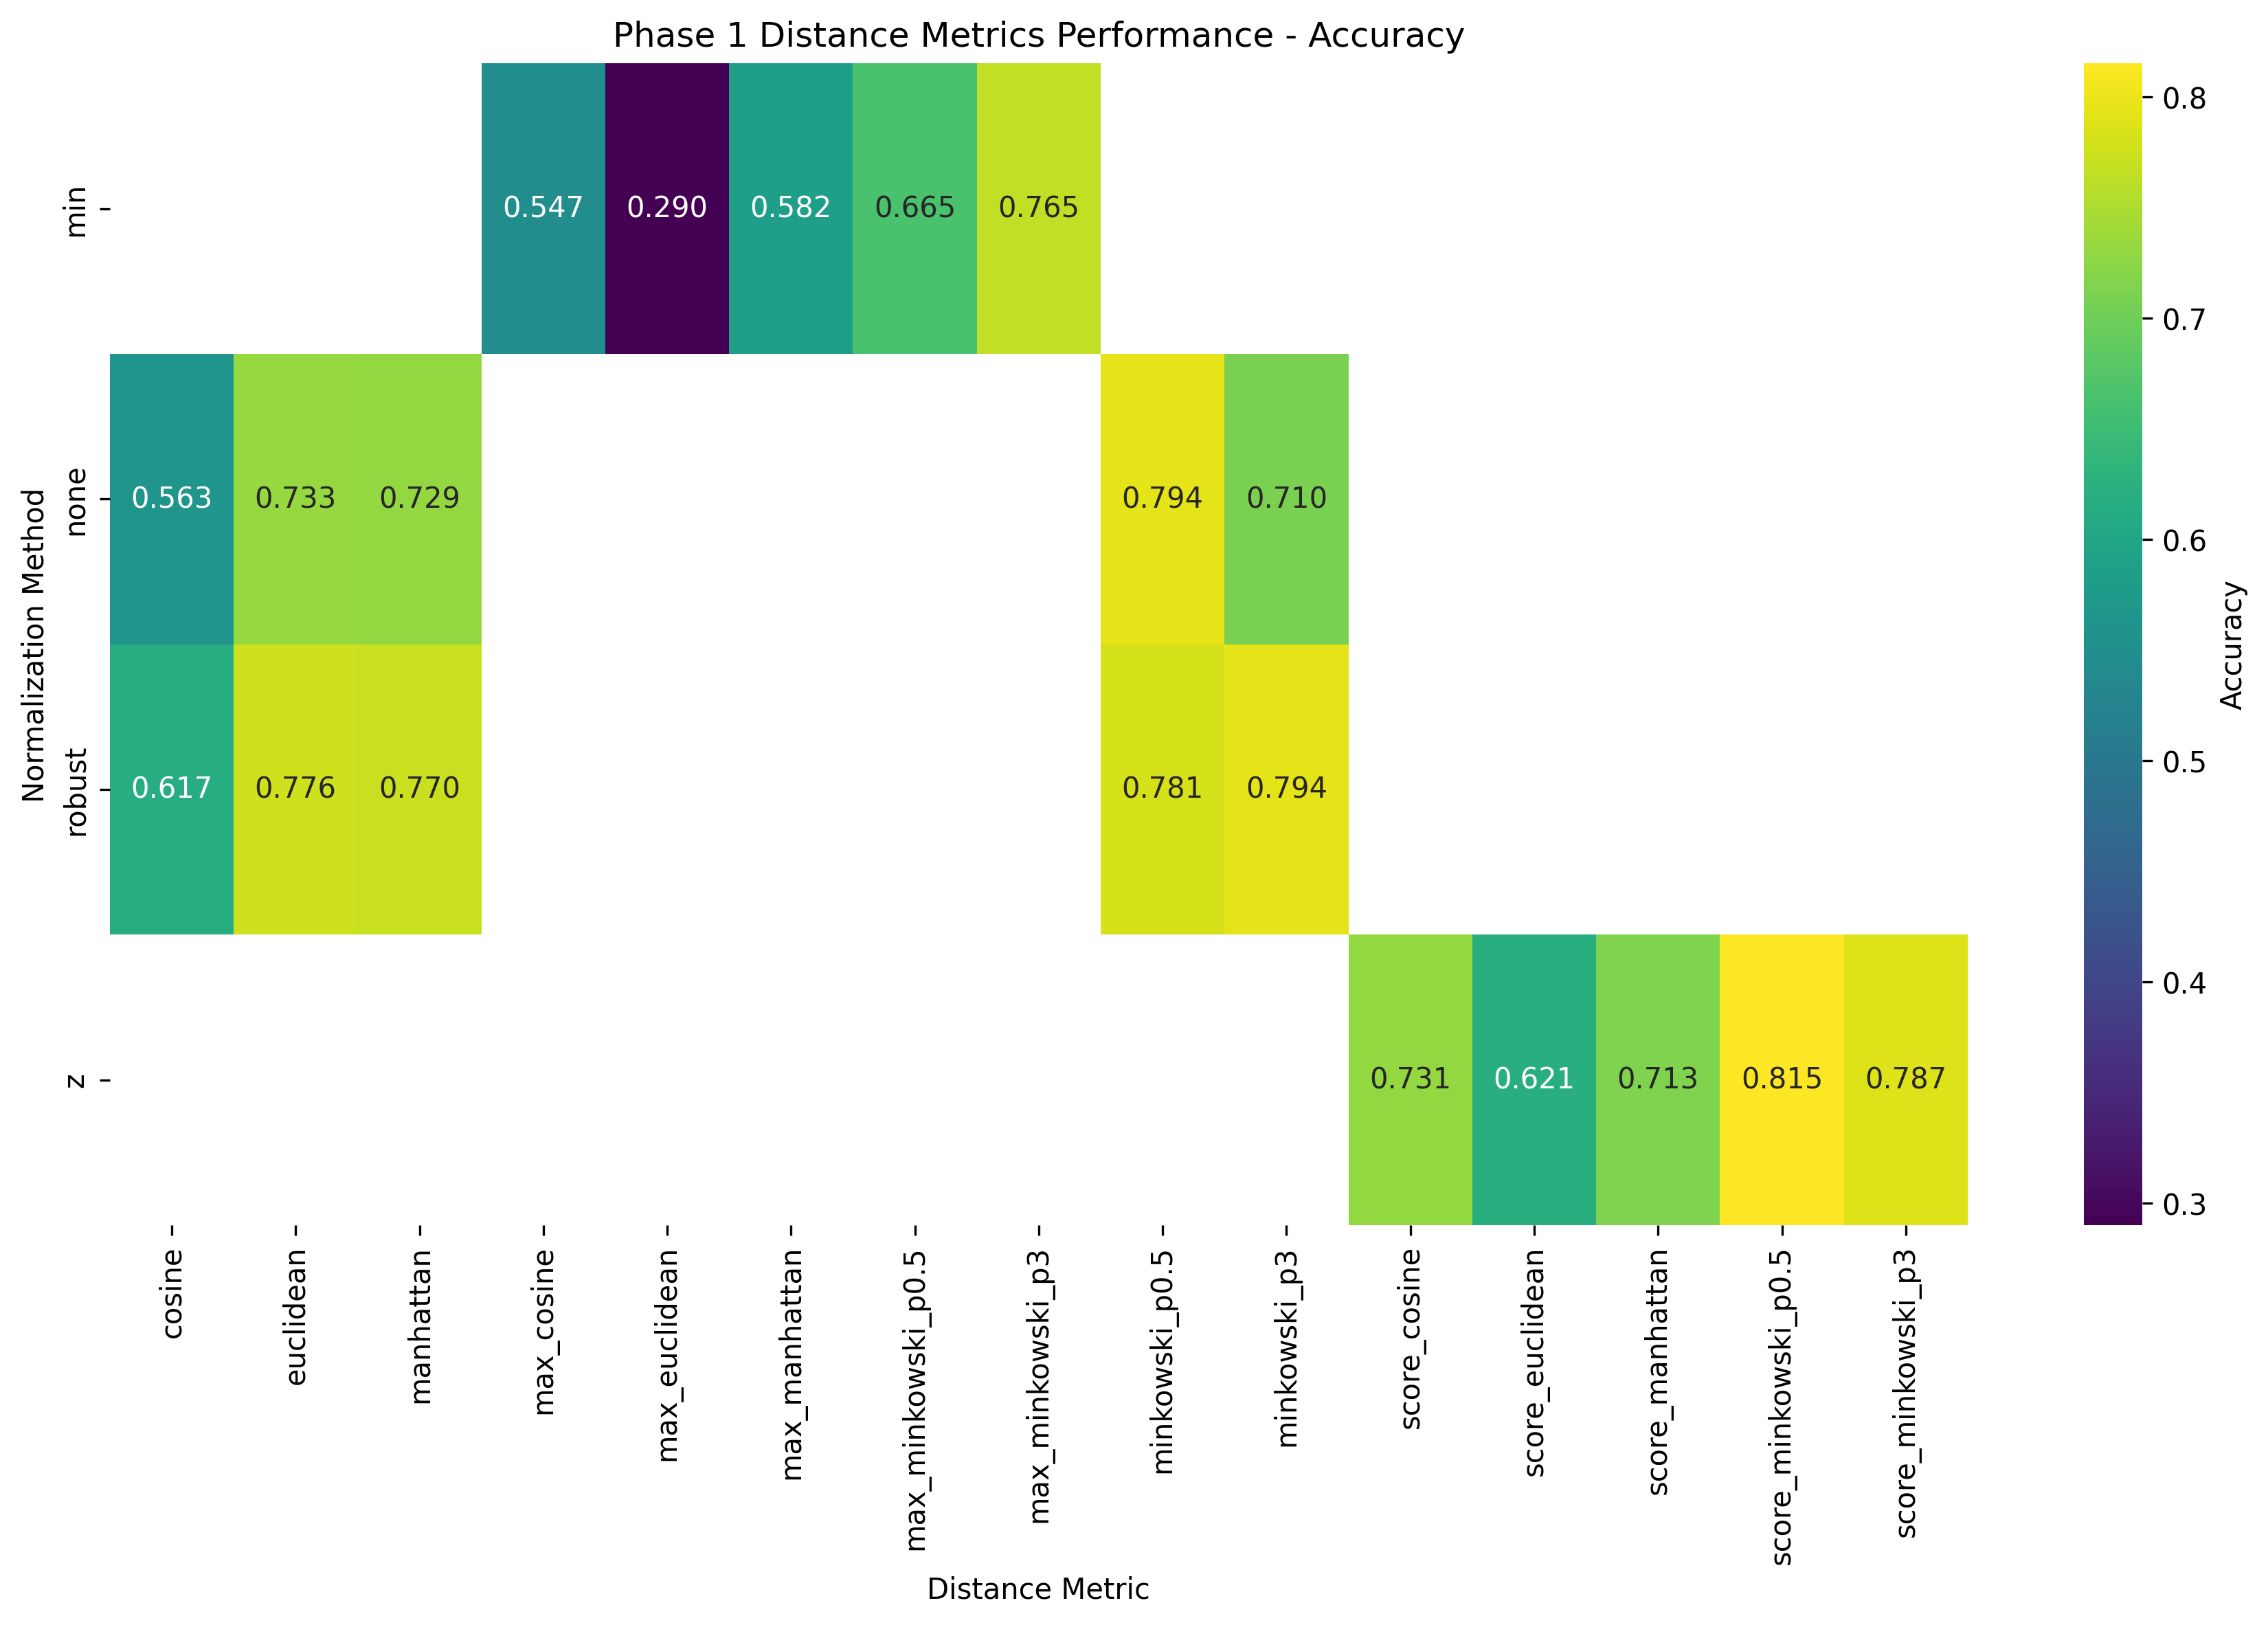 Phase 1 Distance Metrics Performance - Accuracy
Normalization Method
min
0.547 0.290 0.582 0.665 0.765
none
0.563 0.733 0.729 0.794 0.710
robust
0.617 0.776 0.770 0.781 0.794
z
0.731 0.621 0.713 0.815 0.787
cosine
euclidean
manhattan
max_cosine
max_euclidean
max_manhattan
max_minkowski_p0.5
max_minkowski_p3
minkowski_p0.5
minkowski_p3
score_cosine
score_euclidean
score_manhattan
score_minkowski_p0.5
score_minkowski_p3
Distance Metric
0.8
0.7
0.6
0.5
0.4
0.3
Accuracy